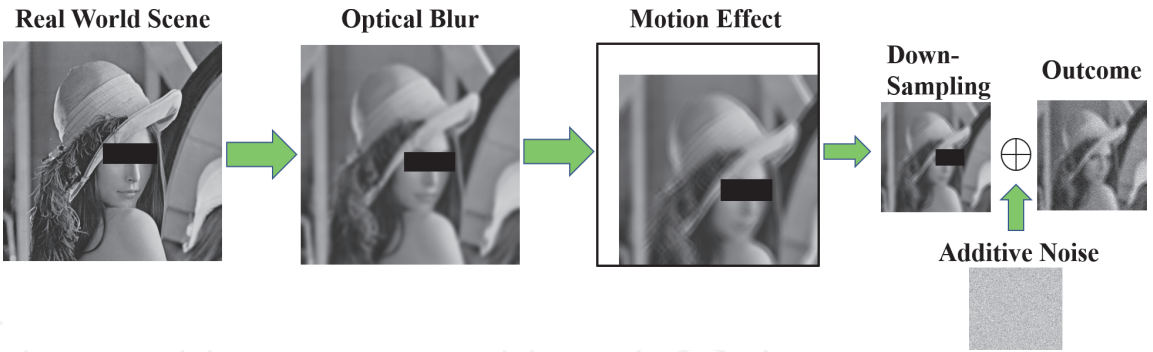 Real World Scene
Optical Blur
Motion Effect
Down-
Sampling
Outcome
Additive Noise